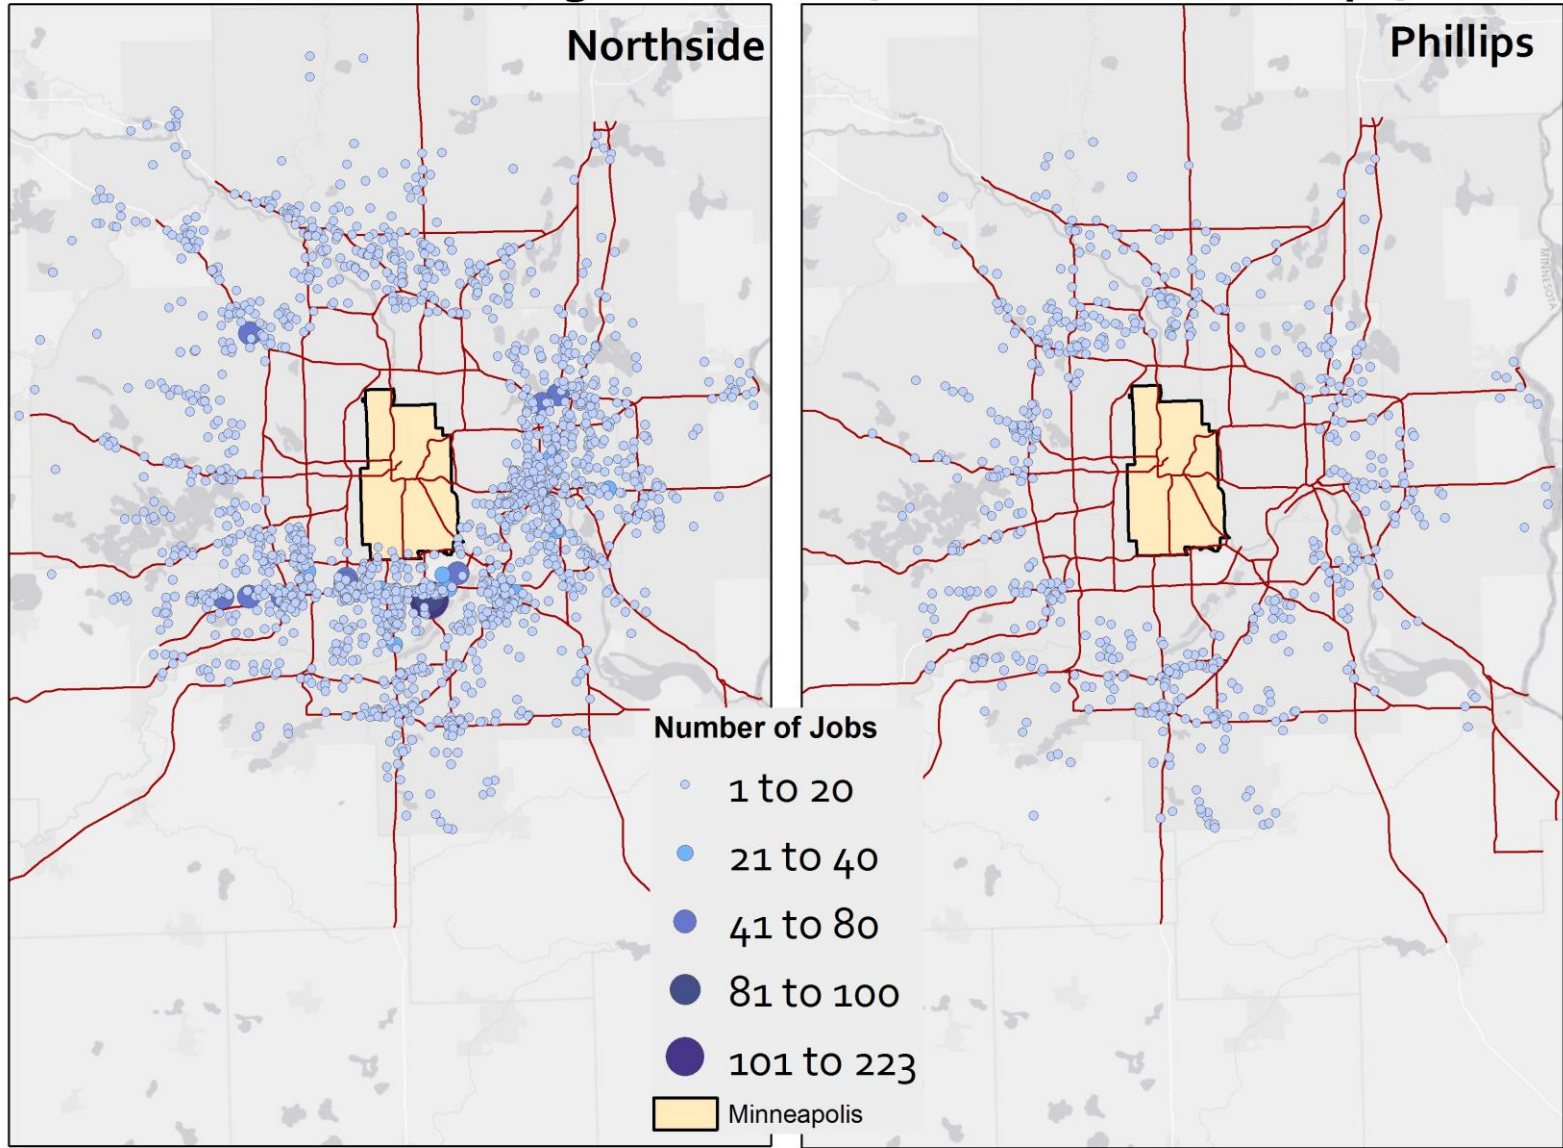 Northside
Phillips
MINNESOTA
Number of Jobs
1 to 20
21 to 40
41 to 80
81 to 100
101 to 223
Minneapolis